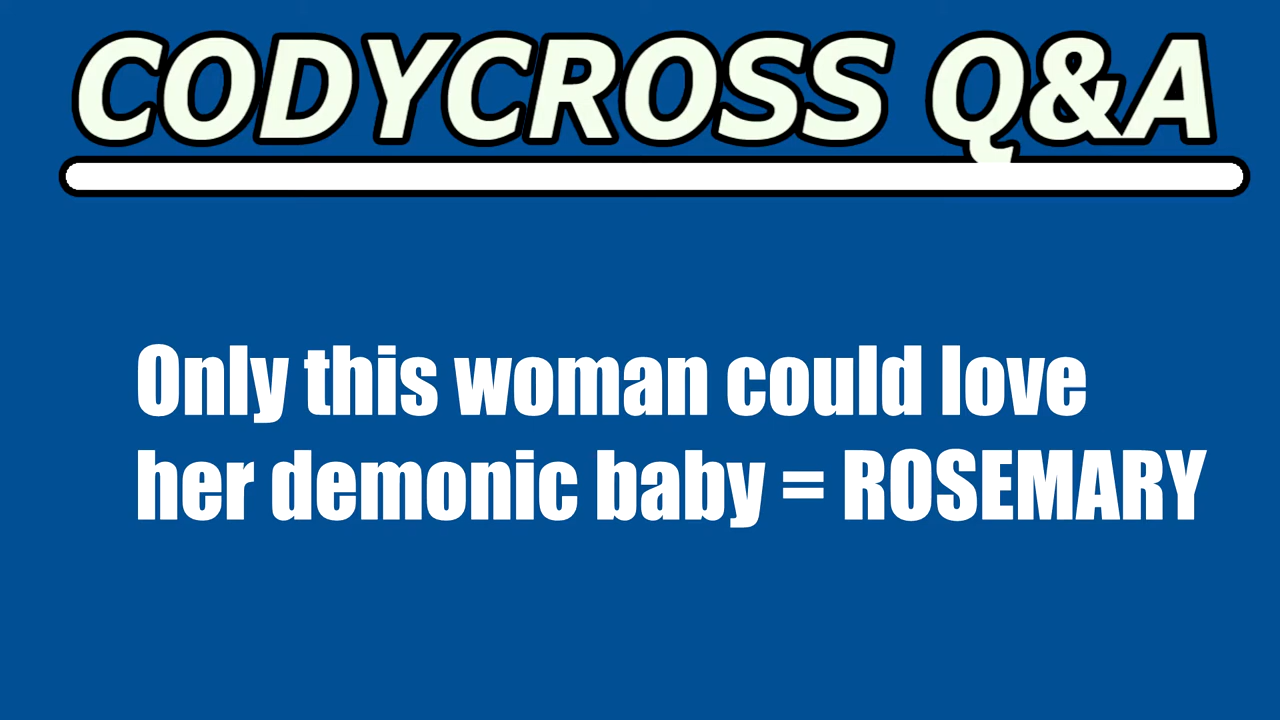 CODYCROSS Q&A
Only this woman could love
her demonic baby = ROSEMARY